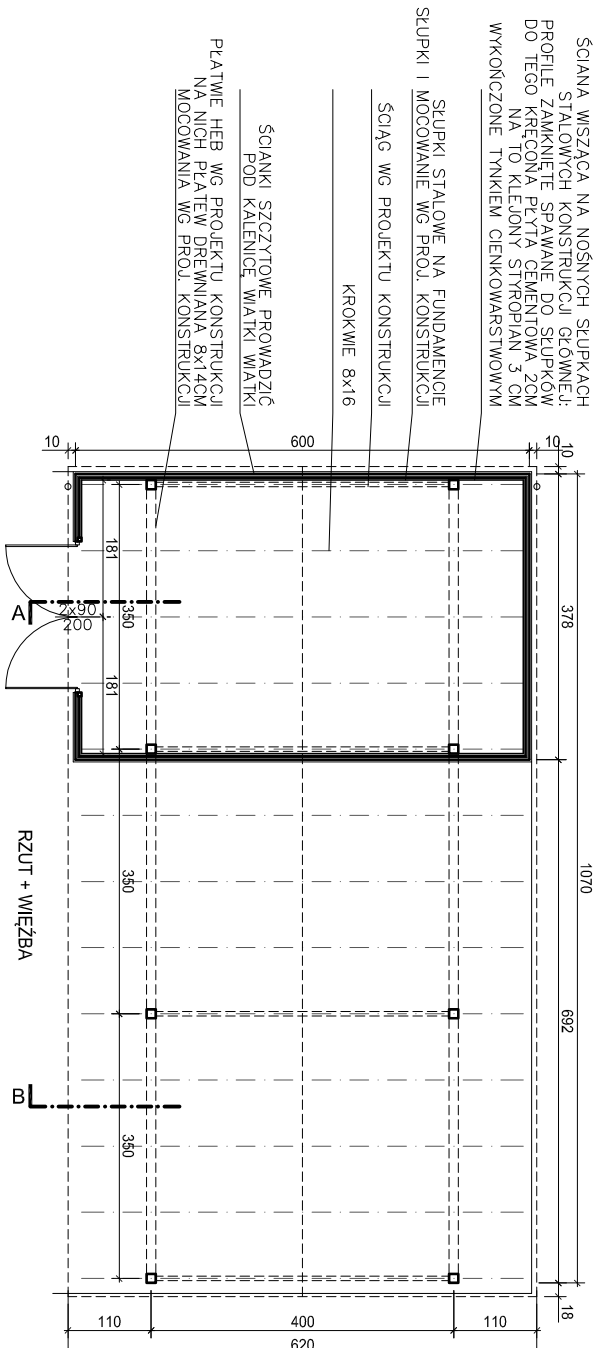 ŚCIANA WISZĄCA NA NOŚNYCH SŁUPKACH
STALOWYCH KONSTRUKCJI GŁÓWNEJ:
PROFILE ZAMKNIĘTE SPAWANE DO SŁUPKÓW
DO TEGO KRĘCONA PŁYTA CEMENTOWA 2CM
NA TO KLEJONY STYROPIAN 3 CM
WYKOŃCZONE TYNKIEM CIENKOWARSTWOWYM
SŁUPKI STALOWE NA FUNDAMENCIE
SŁUPKI I MOCOWANIE WG PROJ. KONSTRUKCJI
ŚCIĄG WG PROJEKTU KONSTRUKCJI
KROKWIE 8x16
ŚCIANKI SZCZYTOWE PROWADZIĆ
POD KALENICĘ WIATKI WIATKI
PŁATWIE HEB WG PROJEKTU KONSTRUKCJI
NA NICH PŁATEW DREWNIANA 8x14CM
MOCOWANIA WG PROJ. KONSTRUKCJI
10
600
10
10
378
1070
692
18
181
350
181
2x90
200
A
350
RZUT + WIĘŹBA
B
350
110
400
110
620